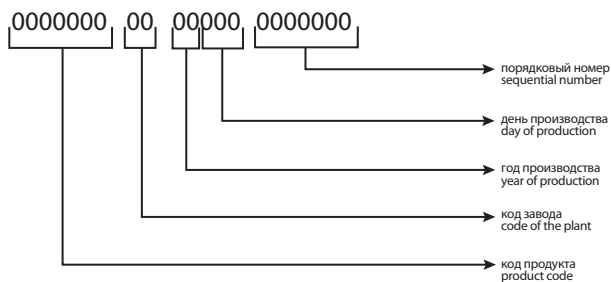 0000000 00 00000 0000000
порядковый номер
sequential number
день производства
day of production
год производства
year of production
код завода
code of the plant
код продукта
product code